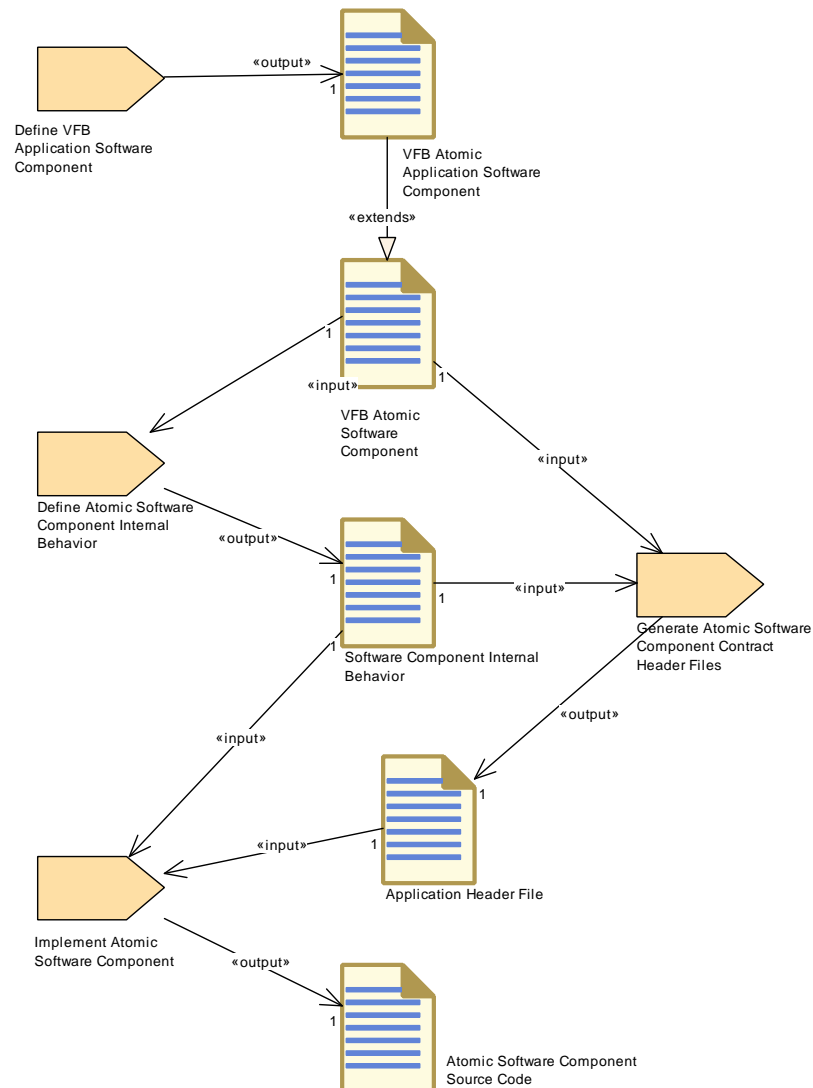 «output»
1
Define VFB
Application Software
Component
VFB Atomic
Application Software
Component
«extends»
1
1
«input»
VFB Atomic
Software
Component
«input»
Define Atomic Software
Component Internal
Behavior
«output»
1
1
«input»
Generate Atomic Software
Component Contract
Header Files
1
Software Component Internal
Behavior
«output»
«input»
1
1
«input»
Application Header File
Implement Atomic
Software Component
«output»
1
Atomic Software Component
Source Code